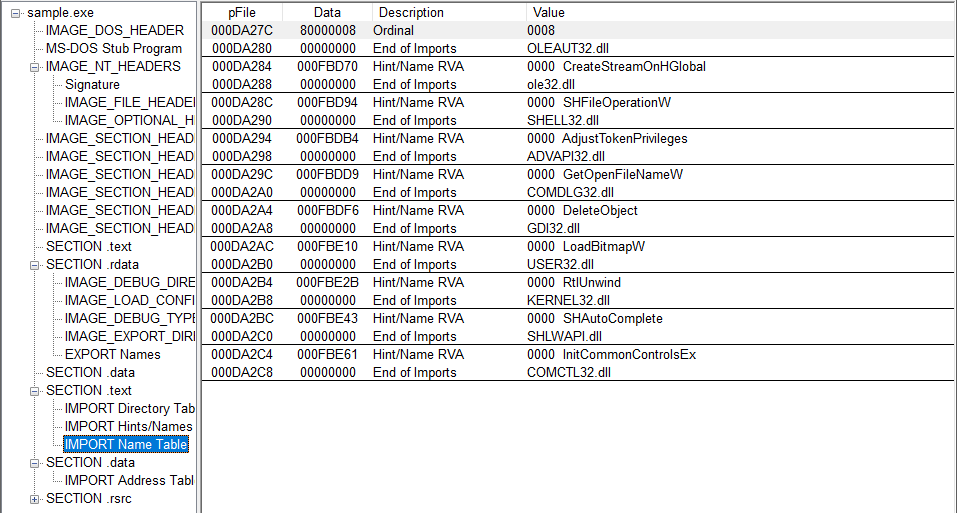 sample.exe
IMAGE_DOS_HEADER
MS-DOS Stub Program
IMAGE_NT_HEADERS
Signature
IMAGE_FILE_HEADE
IMAGE_OPTIONAL_H
IMAGE_SECTION_HEAD
IMAGE_SECTION_HEAD
IMAGE_SECTION_HEAD
IMAGE_SECTION_HEAD
IMAGE_SECTION_HEAD
IMAGE_SECTION_HEAD
SECTION .text
SECTION .rdata
IMAGE_DEBUG_DIRE
IMAGE_LOAD_CONFI
IMAGE_DEBUG_TYPE
IMAGE_EXPORT_DIR
EXPORT Names
SECTION .data
SECTION .text
IMPORT Directory Tab
IMPORT Hints/Names
IMPORT Name Table
SECTION .data
IMPORT Address Tabl
SECTION .rsrc
pFile Data Description Value
000DA27C 80000008 Ordinal 0008
000DA280 00000000 End of Imports OLEAUT32.dll
000DA284 000FBD70 Hint/Name RVA 0000 CreateStreamOnHGlobal
000DA288 00000000 End of Imports ole32.dll
000DA28C 000FBD94 Hint/Name RVA 0000 SHFileOperationW
000DA290 00000000 End of Imports SHELL32.dll
000DA294 000FBDB4 Hint/Name RVA 0000 AdjustTokenPrivileges
000DA298 00000000 End of Imports ADVAPI32.dll
000DA29C 000FBDD9 Hint/Name RVA 0000 GetOpenFileNameW
000DA2A0 00000000 End of Imports COMDLG32.dll
000DA2A4 000FBDF6 Hint/Name RVA 0000 DeleteObject
000DA2A8 00000000 End of Imports GDI32.dll
000DA2AC 000FBE10 Hint/Name RVA 0000 LoadBitmapW
000DA2B0 00000000 End of Imports USER32.dll
000DA2B4 000FBE2B Hint/Name RVA 0000 RtlUnwind
000DA2B8 00000000 End of Imports KERNEL32.dll
000DA2BC 000FBE43 Hint/Name RVA 0000 SHAutoComplete
000DA2C0 00000000 End of Imports SHLWAPI.dll
000DA2C4 000FBE61 Hint/Name RVA 0000 InitCommonControlsEx
000DA2C8 00000000 End of Imports COMCTL32.dll